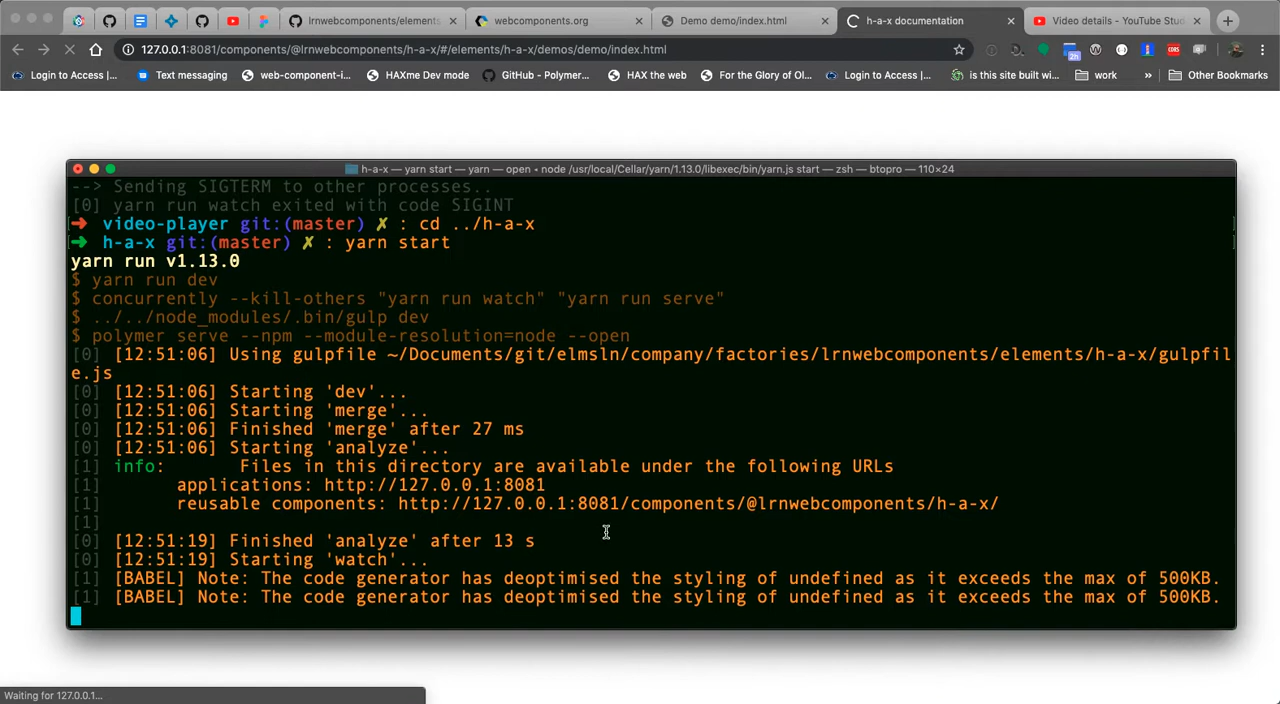 lrnwebcomponents/elements
webcomponents.org
Demo demo/index.html
h-a-x documentation
Video details - YouTube Stud
127.0.0.1:8081/components/@lrnwebcomponents/h-a-x/#/elements/h-a-x/demos/demo/index.html
2h
Login to Access |...
Text messaging
web-component-i...
HAXme Dev mode
GitHub - Polymer...
HAX the web
For the Glory of Ol...
Login to Access |...
is this site built wi...
work
»
Other Bookmarks
h-a-x — yarn start — yarn — open ◂ node /usr/local/Cellar/yarn/1.13.0/libexec/bin/yarn.js start — zsh — btopro — 110×24
--> Sending SIGTERM to other processes..
[0] yarn run watch exited with code SIGINT
➜ video-player git:(master) ✗ : cd ../h-a-x
➜ h-a-x git:(master) ✗ : yarn start
yarn run v1.13.0
$ yarn run dev
$ concurrently --kill-others "yarn run watch" "yarn run serve"
$ ../../node_modules/.bin/gulp dev
$ polymer serve --npm --module-resolution=node --open
[0] [12:51:06] Using gulpfile ~/Documents/git/elmsln/company/factories/lrnwebcomponents/elements/h-a-x/gulpfil
e.js
[0] [12:51:06] Starting 'dev'...
[0] [12:51:06] Starting 'merge'...
[0] [12:51:06] Finished 'merge' after 27 ms
[0] [12:51:06] Starting 'analyze'...
[1] info: Files in this directory are available under the following URLs
[1] applications: http://127.0.0.1:8081
[1] reusable components: http://127.0.0.1:8081/components/@lrnwebcomponents/h-a-x/
[1]
[0] [12:51:19] Finished 'analyze' after 13 s
[0] [12:51:19] Starting 'watch'...
[1] [BABEL] Note: The code generator has deoptimised the styling of undefined as it exceeds the max of 500KB.
[1] [BABEL] Note: The code generator has deoptimised the styling of undefined as it exceeds the max of 500KB.
Waiting for 127.0.0.1...